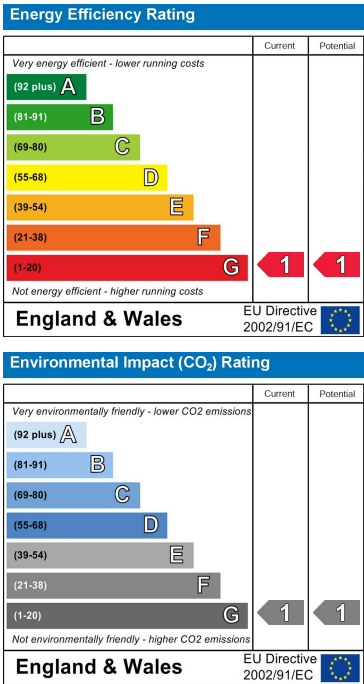 Energy Efficiency Rating
Current Potential
Very energy efficient - lower running costs
(92 plus) A
(81-91) B
(69-80) C
(55-68) D
(39-54) E
(21-38) F
(1-20) G 1 1
Not energy efficient - higher running costs
England & Wales EU Directive
2002/91/EC
Environmental Impact (CO₂) Rating
Current Potential
Very environmentally friendly - lower CO2 emissions
(92 plus) A
(81-91) B
(69-80) C
(55-68) D
(39-54) E
(21-38) F
(1-20) G 1 1
Not environmentally friendly - higher CO2 emissions
England & Wales EU Directive
2002/91/EC